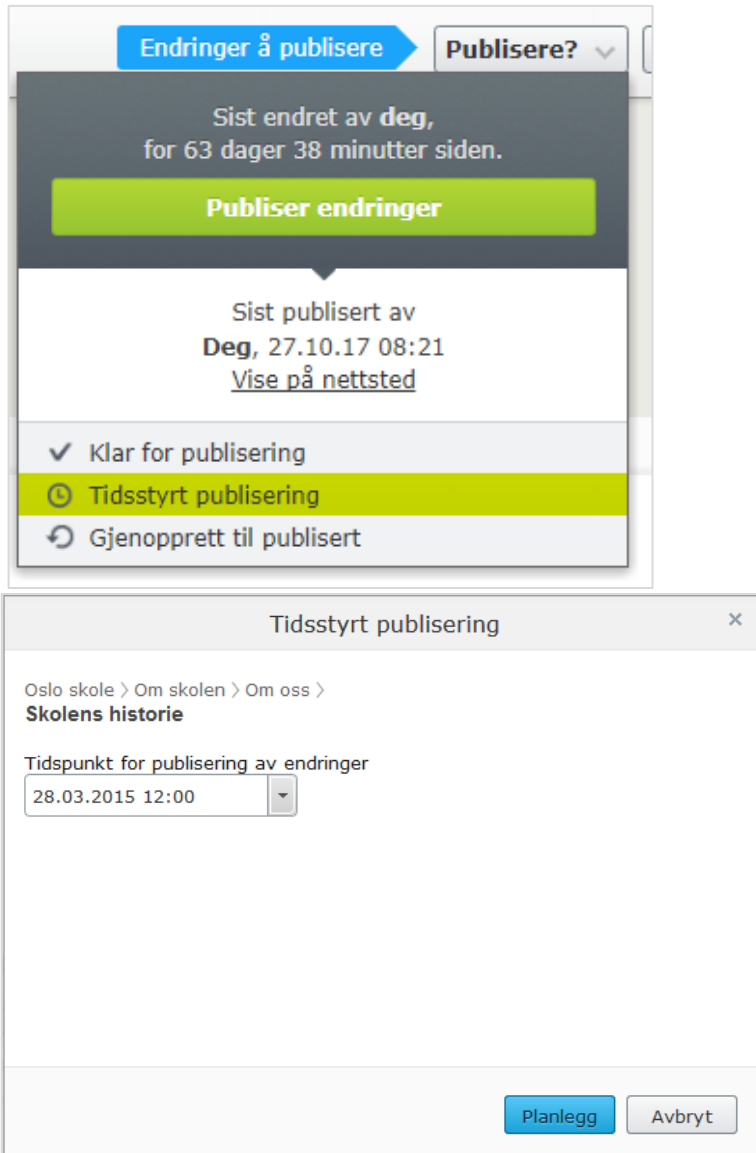 Endringer å publisere
Publisere?
Sist endret av deg,
for 63 dager 38 minutter siden.
Publiser endringer
Sist publisert av
Deg, 27.10.17 08:21
Vise på nettsted
Klar for publisering
Tidsstyrt publisering
Gjenopprett til publisert
Tidsstyrt publisering
Oslo skole 〉Om skolen 〉Om oss 〉
Skolens historie
Tidspunkt for publisering av endringer
28.03.2015 12:00
Planlegg
Avbryt